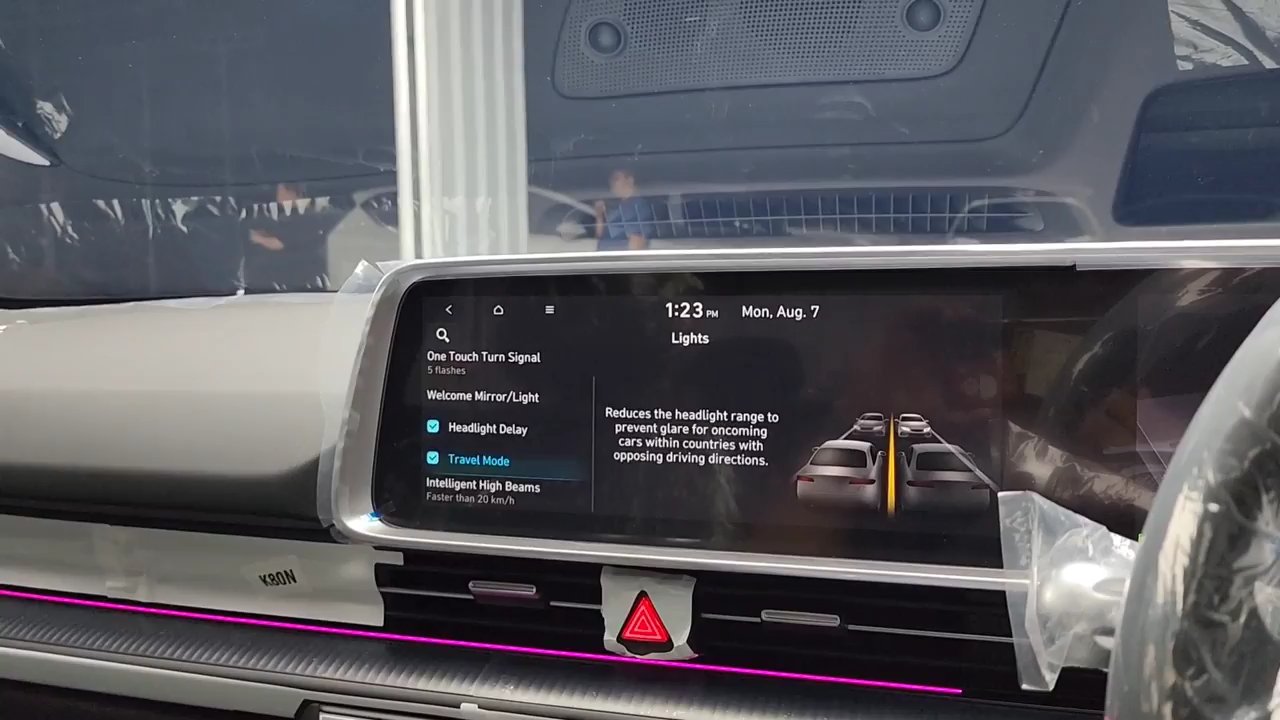 1:23 PM Mon, Aug. 7
Lights
One Touch Turn Signal
5 flashes
Welcome Mirror/Light
Headlight Delay
Travel Mode
Intelligent High Beams
Faster than 20 km/h
Reduces the headlight range to
prevent glare for oncoming
cars within countries with
opposing driving directions.
K80N